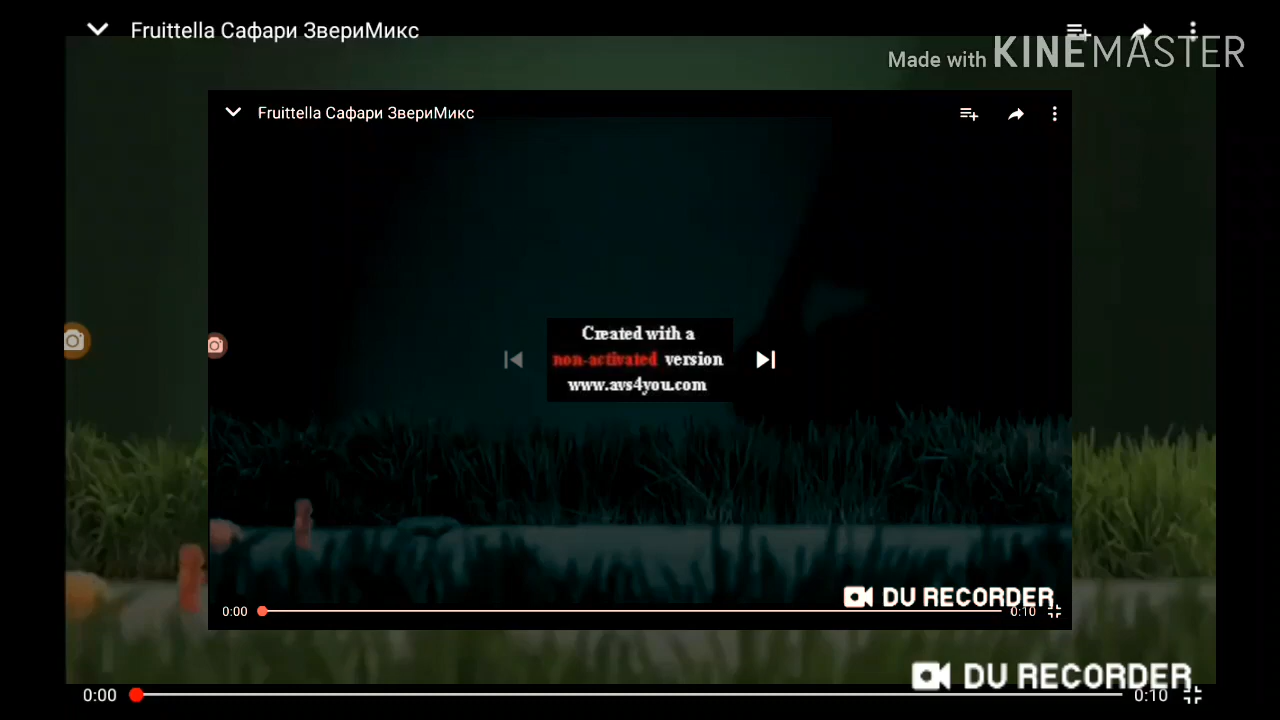 Fruittella Сафари ЗвериМикс
Made with KINEMASTER
Fruittella Сафари ЗвериМикс
Created with a
non-activated version
www.avs4you.com
DU RECORDER
0:00
0:10
DU RECORDER
0:00
0:10